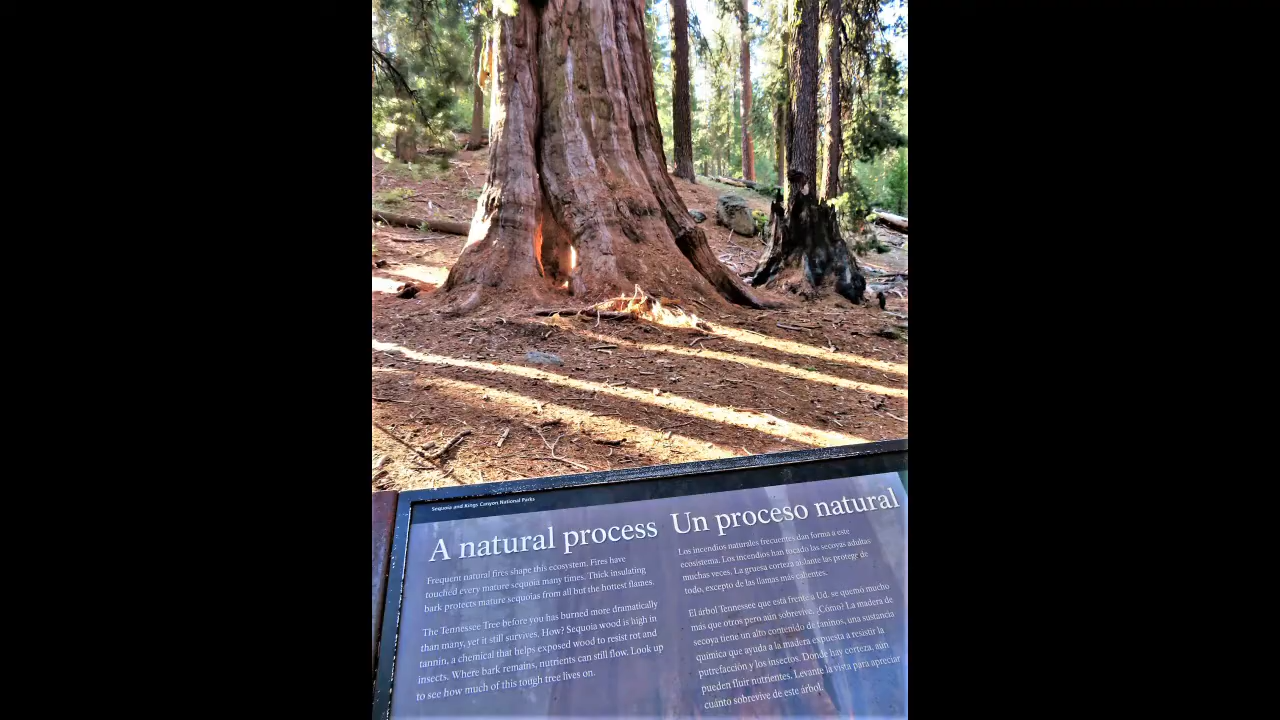 Sequoia and Kings Canyon National Parks
A natural process
Frequent natural fires shape this ecosystem. Fires have
touched every mature sequoia many times. Thick insulating
bark protects mature sequoias from all but the hottest flames.
The Tennessee Tree before you has burned more dramatically
than many, yet it still survives. How? Sequoia wood is high in
tannin, a chemical that helps exposed wood to resist rot and
insects. Where bark remains, nutrients can still flow. Look up
to see how much of this tough tree lives on.
Un proceso natural
Los incendios naturales frecuentes dan forma a este
ecosistema. Los incendios han tocado las secoyas adultas
muchas veces. La gruesa corteza aislante las protege de
todo, excepto de las llamas más calientes.
El árbol Tennessee que está frente a Ud. se quemó mucho
más que otros pero aún sobrevive. ¿Cómo? La madera de
secoya tiene un alto contenido de taninos, una sustancia
química que ayuda a la madera expuesta a resistir la
putrefacción y los insectos. Donde hay corteza, aún
pueden fluir nutrientes. Levante la vista para apreciar
cuánto sobrevive de este árbol.